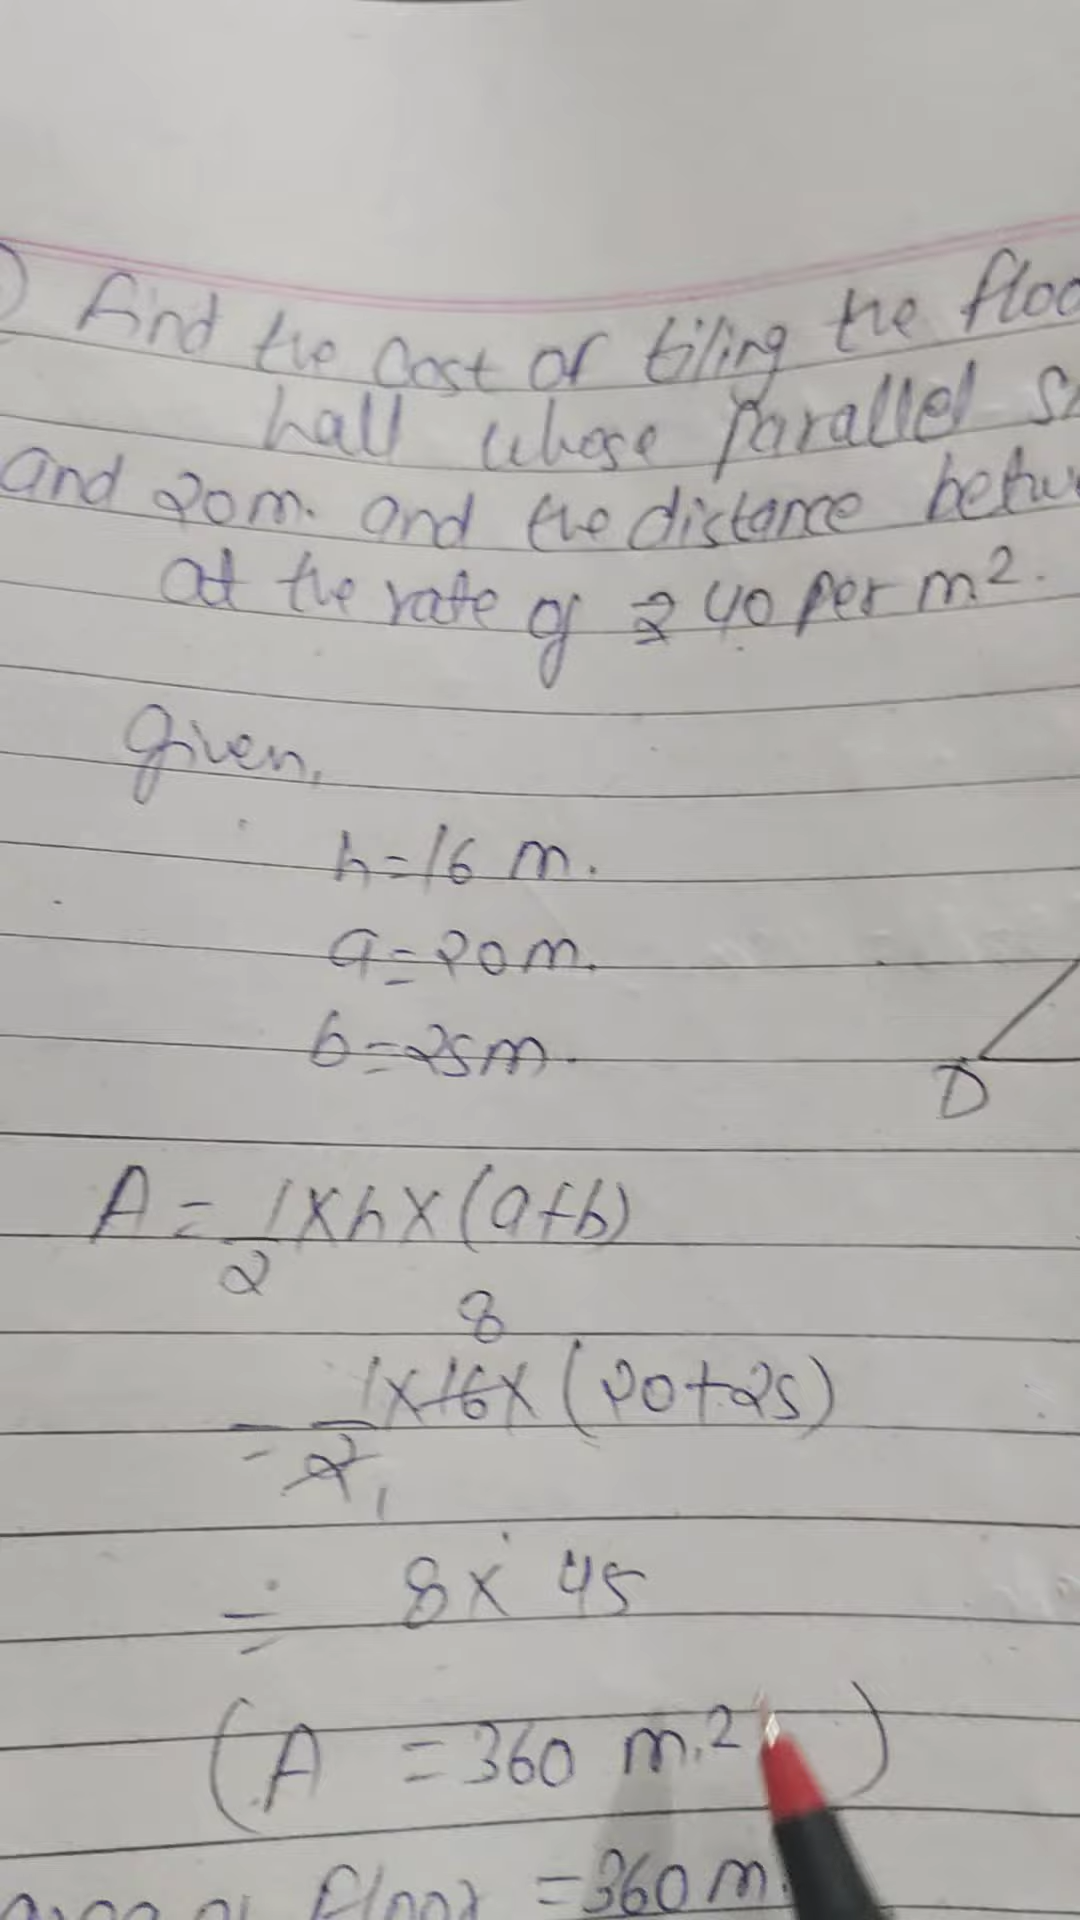 find the cost of tiling the floo
hall whose parallel s
and 20m. and the distance betwe
at the rate of ₹ 40 per m².
given,
h=16 m.
a=20m.
b=25m.
D
A = 1/2 x h x (a+b)
8
= 1/2 x 16 x (20+25)
1
= 8 x 45
(A = 360 m.²)
floor = 360 m.